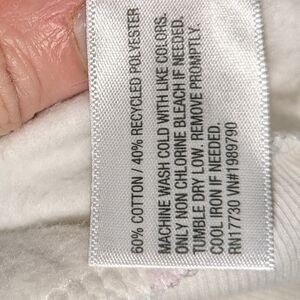 60% COTTON / 40% RECYCLED POLYESTER
MACHINE WASH COLD WITH LIKE COLORS.
ONLY NON CHLORINE BLEACH IF NEEDED.
TUMBLE DRY LOW. REMOVE PROMPTLY.
COOL IRON IF NEEDED.
RN17730 VN#1989790